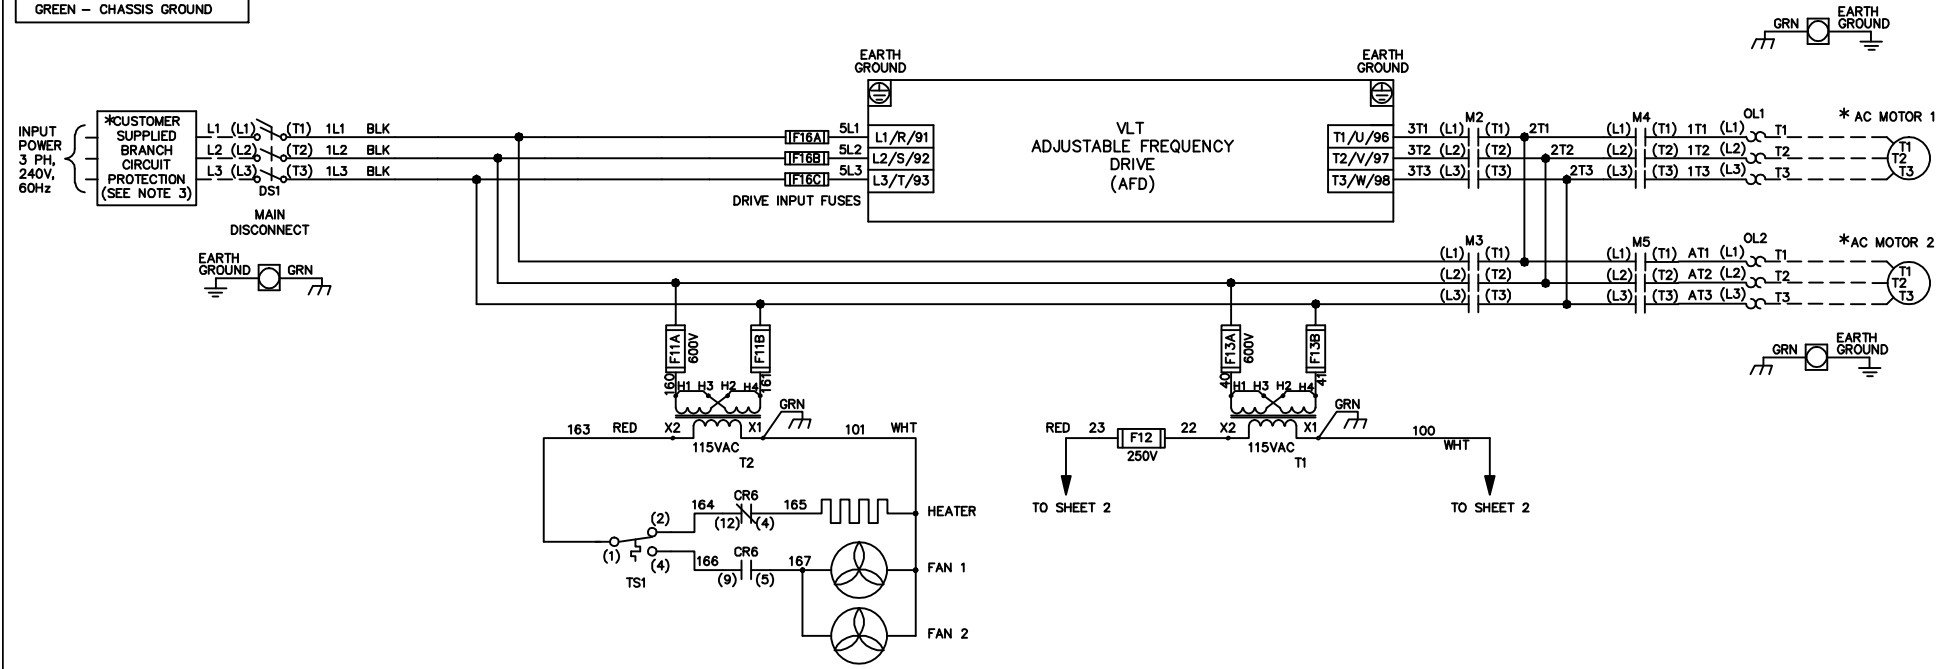 GREEN – CHASSIS GROUND
GRN
EARTH
GROUND
EARTH
GROUND
EARTH
GROUND
INPUT
POWER
3 PH,
240V,
60Hz
*CUSTOMER
SUPPLIED
BRANCH
CIRCUIT
PROTECTION
(SEE NOTE 3)
L1 (L1) (T1) 1L1 BLK
L2 (L2) (T2) 1L2 BLK
L3 (L3) (T3) 1L3 BLK
DS1
MAIN
DISCONNECT
F16A 5L1 L1/R/91
F16B 5L2 L2/S/92
F16C 5L3 L3/T/93
DRIVE INPUT FUSES
VLT
ADJUSTABLE FREQUENCY
DRIVE
(AFD)
M2 M4 OL1 * AC MOTOR 1
T1/U/96 3T1 (L1) (T1) 2T1 (L1) (T1) 1T1 (L1) T1
T2/V/97 3T2 (L2) (T2) 2T2 (L2) (T2) 1T2 (L2) T2
T3/W/98 3T3 (L3) (T3) 2T3 (L3) (T3) 1T3 (L3) T3
T1
T2
T3
EARTH
GROUND
GRN
M3 M5 OL2 *AC MOTOR 2
(L1) (T1) (L1) (T1) AT1 (L1) T1
(L2) (T2) (L2) (T2) AT2 (L2) T2
(L3) (T3) (L3) (T3) AT3 (L3) T3
T1
T2
T3
GRN
EARTH
GROUND
F11A
600V
F11B
160
161
H1 H3 H2 H4
GRN
163 RED X2 X1 101 WHT
115VAC
T2
F13A
600V
F13B
40
41
H1 H3 H2 H4
GRN
RED 23 F12 22 X2 X1 100
WHT
250V
115VAC
T1
TO SHEET 2
TO SHEET 2
CR6
164 165
(12) (4)
HEATER
(2)
(1)
(4)
TS1
CR6
166 167
(9) (5)
FAN 1
FAN 2